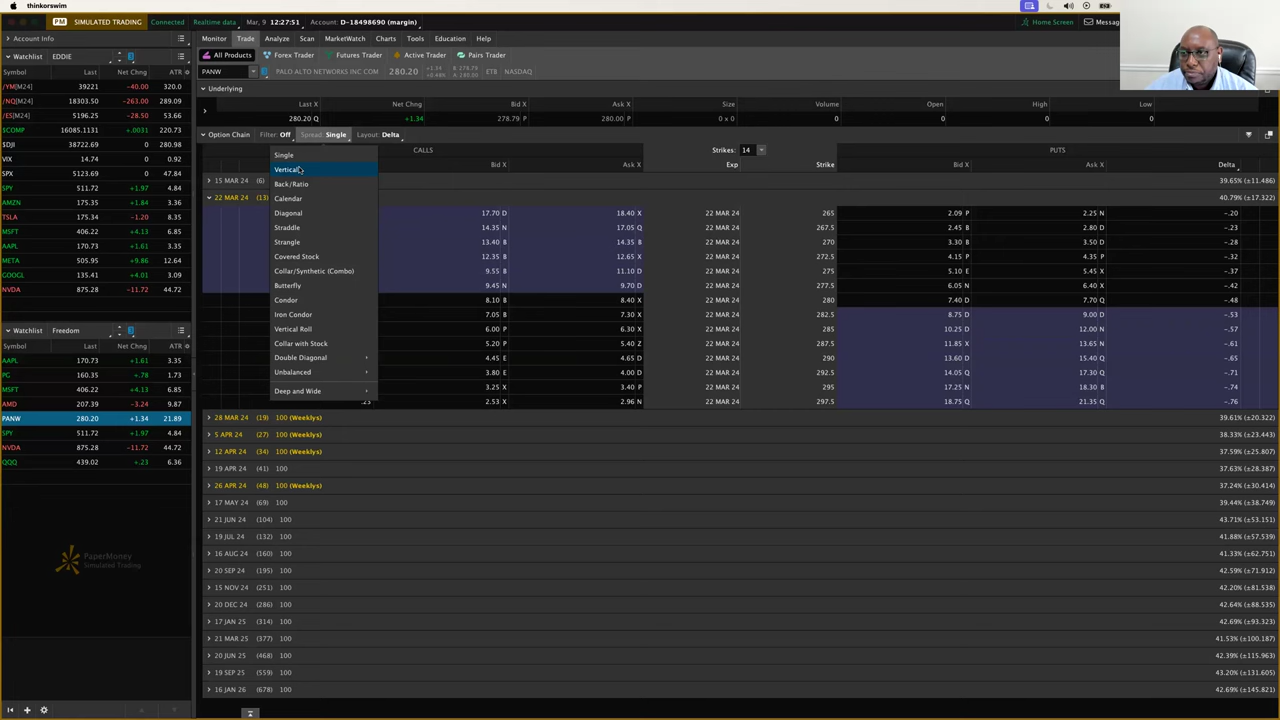 thinkorswim
PM SIMULATED TRADING Connected Realtime data Mar, 9 12:27:51 Account: D-18498690 (margin) Home Screen Messag
Account Info
Monitor Trade Analyze Scan MarketWatch Charts Tools Education Help
Watchlist EDDIE
All Products Forex Trader Futures Trader Active Trader Pairs Trader
Symbol Last Net Chng ATR
PANW PALO ALTO NETWORKS INC COM 280.20 +1.34 +0.48% B: 278.79 A: 280.00 ETB NASDAQ
/YM[M24] 39221 -40.00 320.0
/NQ[M24] 18303.50 -263.00 289.09
/ES[M24] 5195.25 -28.50 53.66
$COMP 16085.1131 +.0031 220.73
$DJI 38722.69 0 280.98
VIX 14.74 0 0.92
SPX 393.25 0 0
SPY 511.72 +1.97 4.84
AMZN 175.35 +.00 3.96
TSLA 175.34 -1.20 8.35
MSFT 406.22 +.13 6.85
AAPL 170.73 +1.61 3.35
META 505.95 +9.86 12.64
GOOGL 135.41 +.01 3.09
NVDA 875.28 -11.72 44.72
Underlying
Last X Net Chng Bid X Ask X Size Volume Open High Low
280.20 Q +1.34 278.79 P 280.00 P 0 x 0 0 0 0 0
Option Chain Filter: Off Spread: Single Layout: Delta
CALLS Strikes: 14 PUTS
Bid X Ask X Exp Strike Bid X Ask X Delta
15 MAR 24 (6) 39.65% (±11.486)
22 MAR 24 (13) 40.79% (±17.322)
17.70 D 18.40 X 22 MAR 24 265 2.09 P 2.25 N -.20
14.35 N 17.05 Q 22 MAR 24 267.5 2.45 B 2.80 D -.23
13.40 B 14.35 B 22 MAR 24 270 3.30 B 3.50 D -.28
12.35 B 12.65 X 22 MAR 24 272.5 4.15 P 4.35 X -.32
9.55 B 11.10 D 22 MAR 24 275 5.10 E 5.45 X -.37
9.45 N 9.70 D 22 MAR 24 277.5 6.05 N 6.40 X -.42
8.10 B 8.40 X 22 MAR 24 280 7.40 D 7.70 Q -.48
7.05 B 7.30 X 22 MAR 24 282.5 8.75 D 9.00 D -.53
6.00 P 6.30 X 22 MAR 24 285 10.25 D 12.00 N -.57
5.20 P 5.40 Z 22 MAR 24 287.5 11.85 X 13.65 N -.61
4.45 E 4.65 D 22 MAR 24 290 13.60 D 15.40 Q -.65
3.80 E 4.00 D 22 MAR 24 292.5 14.05 Q 17.30 Q -.71
3.25 X 3.40 P 22 MAR 24 295 17.25 N 18.30 B -.74
.23 2.53 X 2.96 N 22 MAR 24 297.5 18.75 Q 21.35 Q -.76
Single
Vertical
Back/Ratio
Calendar
Diagonal
Straddle
Strangle
Covered Stock
Collar/Synthetic (Combo)
Butterfly
Condor
Iron Condor
Vertical Roll
Collar with Stock
Double Diagonal
Unbalanced
Deep and Wide
28 MAR 24 (19) 100 (Weeklys) 39.61% (±20.322)
5 APR 24 (27) 100 (Weeklys) 38.33% (±23.443)
12 APR 24 (34) 100 (Weeklys) 37.59% (±25.807)
19 APR 24 (41) 100 37.63% (±28.387)
26 APR 24 (48) 100 (Weeklys) 37.24% (±30.414)
17 MAY 24 (69) 100 39.44% (±38.749)
21 JUN 24 (104) 100 43.71% (±53.151)
19 JUL 24 (132) 100 41.88% (±57.539)
16 AUG 24 (160) 100 41.33% (±62.751)
20 SEP 24 (195) 100 42.59% (±71.912)
15 NOV 24 (251) 100 42.27% (±81.538)
20 DEC 24 (286) 100 42.64% (±88.535)
17 JAN 25 (314) 100 42.69% (±93.323)
21 MAR 25 (377) 100 41.53% (±100.187)
20 JUN 25 (468) 100 42.39% (±115.963)
19 SEP 25 (559) 100 43.20% (±131.605)
16 JAN 26 (678) 100 42.69% (±145.821)
Watchlist Freedom
Symbol Last Net Chng ATR
AAPL 170.73 +1.61 3.35
PG 160.35 +.78 1.73
MSFT 406.22 +.13 6.85
AMD 207.39 -3.24 9.87
PANW 280.20 +1.34 21.89
SPY 511.72 +1.97 4.84
NVDA 875.28 -11.72 44.72
QQQ 439.02 +.23 6.36
PaperMoney
Simulated Trading